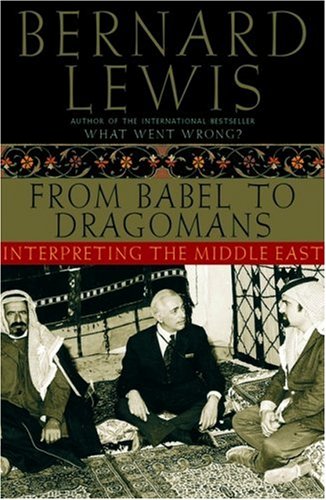 BERNARD
LEWIS
AUTHOR OF THE INTERNATIONAL BESTSELLER
WHAT WENT WRONG?
FROM BABEL TO
DRAGOMANS
INTERPRETING THE MIDDLE EAST